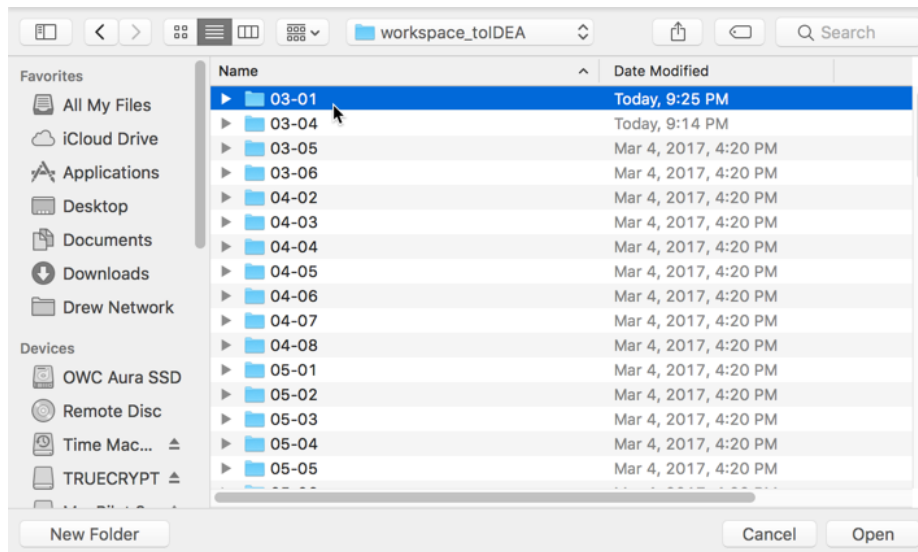 workspace_toIDEA
Search
Favorites
All My Files
iCloud Drive
Applications
Desktop
Documents
Downloads
Drew Network
Devices
OWC Aura SSD
Remote Disc
Time Mac...
TRUECRYPT
Name Date Modified
03-01 Today, 9:25 PM
03-04 Today, 9:14 PM
03-05 Mar 4, 2017, 4:20 PM
03-06 Mar 4, 2017, 4:20 PM
04-02 Mar 4, 2017, 4:20 PM
04-03 Mar 4, 2017, 4:20 PM
04-04 Mar 4, 2017, 4:20 PM
04-05 Mar 4, 2017, 4:20 PM
04-06 Mar 4, 2017, 4:20 PM
04-07 Mar 4, 2017, 4:20 PM
04-08 Mar 4, 2017, 4:20 PM
05-01 Mar 4, 2017, 4:20 PM
05-02 Mar 4, 2017, 4:20 PM
05-03 Mar 4, 2017, 4:20 PM
05-04 Mar 4, 2017, 4:20 PM
05-05 Mar 4, 2017, 4:20 PM
New Folder
Cancel
Open